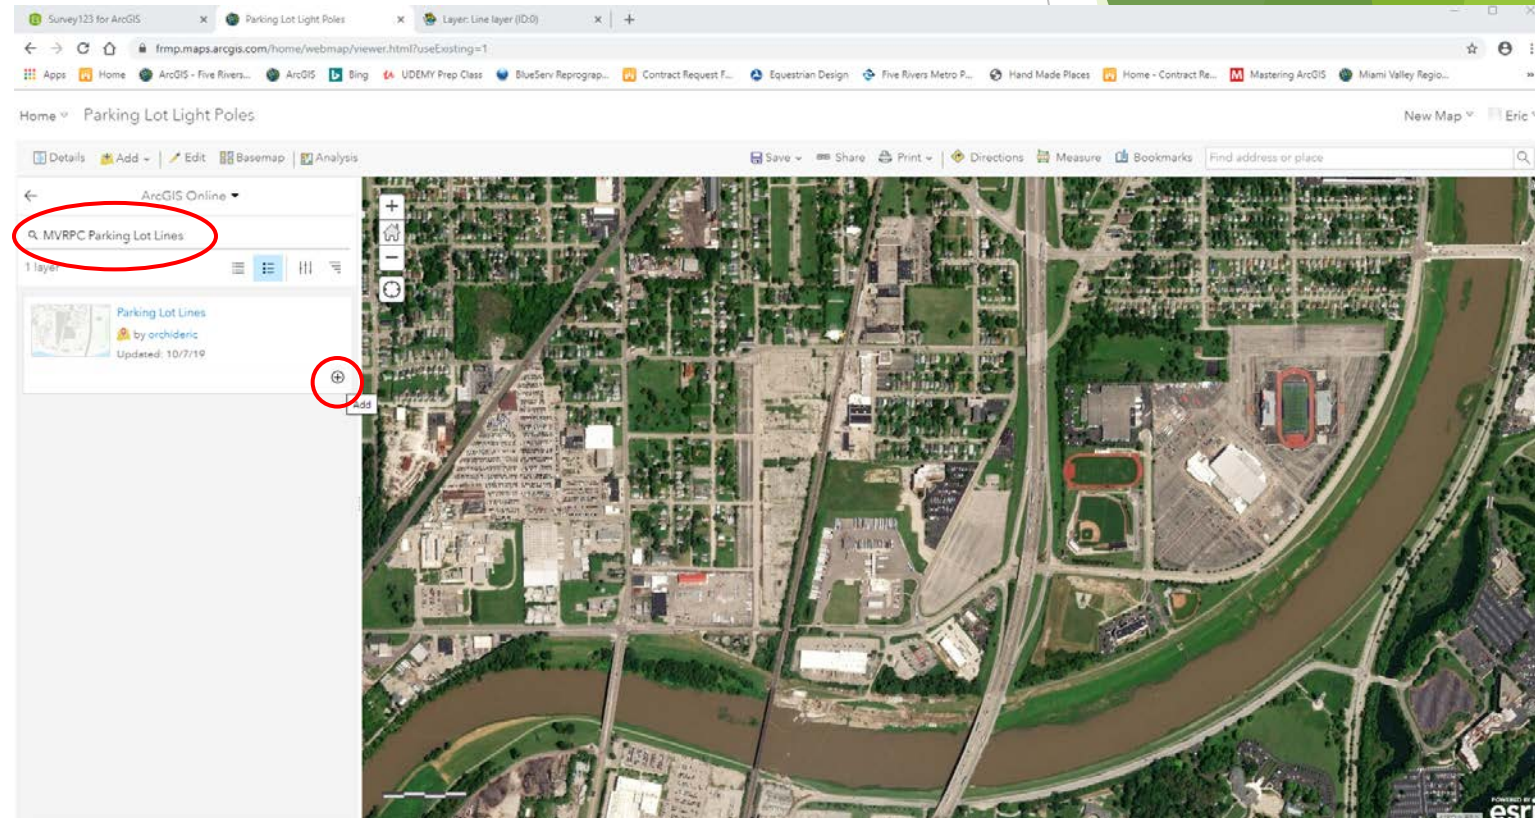 Survey123 for ArcGIS
Parking Lot Light Poles
Layer: Line layer (ID:0)
frmp.maps.arcgis.com/home/webmap/viewer.html?useExisting=1
Apps Home ArcGIS - Five Rivers... ArcGIS Bing UDEMY Prep Class BlueServ Reprograp... Contract Request F... Equestrian Design Five Rivers Metro P... Hand Made Places Home - Contract Re... Mastering ArcGIS Miami Valley Regio...
Home Parking Lot Light Poles New Map Eric
Details Add Edit Basemap Analysis Save Share Print Directions Measure Bookmarks Find address or place
ArcGIS Online
MVRPC Parking Lot Lines
1 layer
Parking Lot Lines
by orchideric
Updated: 10/7/19
Add
POWERED BY
esri